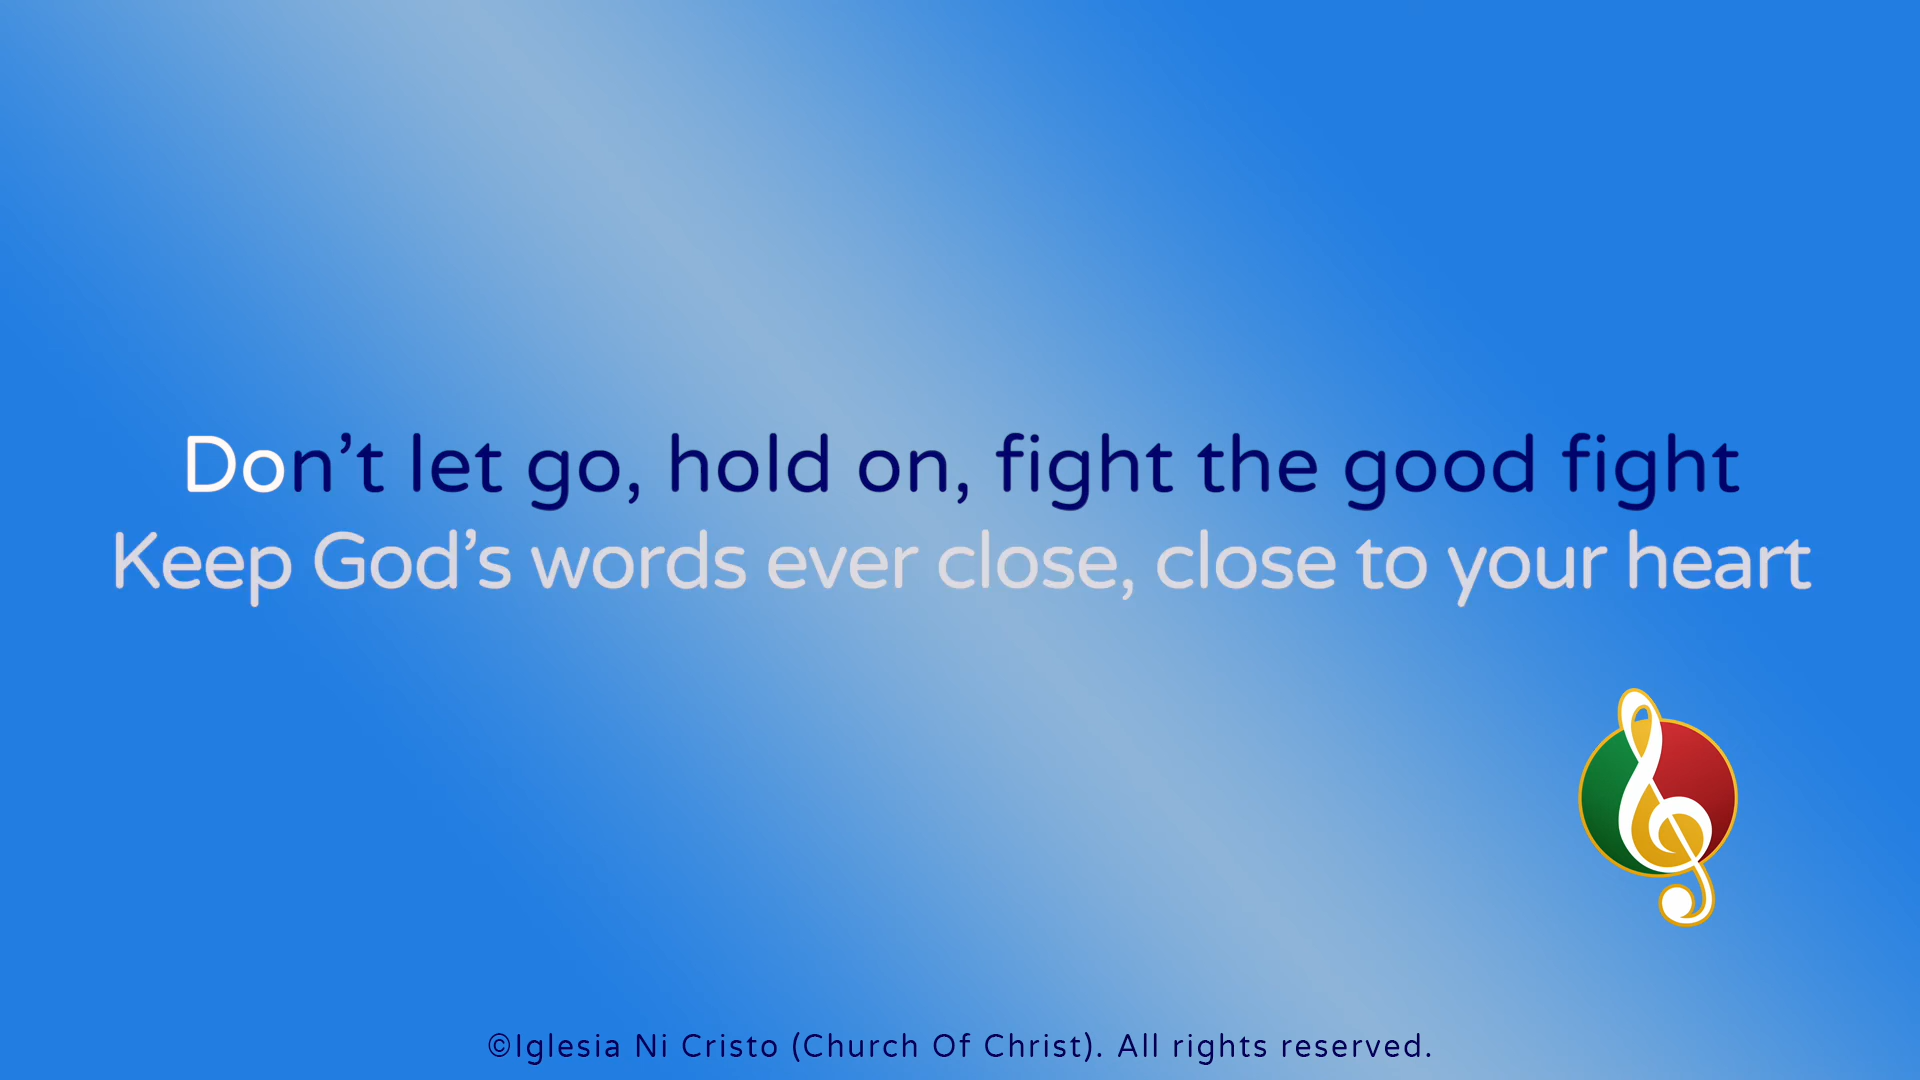 Don’t let go, hold on, fight the good fight
Keep God’s words ever close, close to your heart
©Iglesia Ni Cristo (Church Of Christ). All rights reserved.